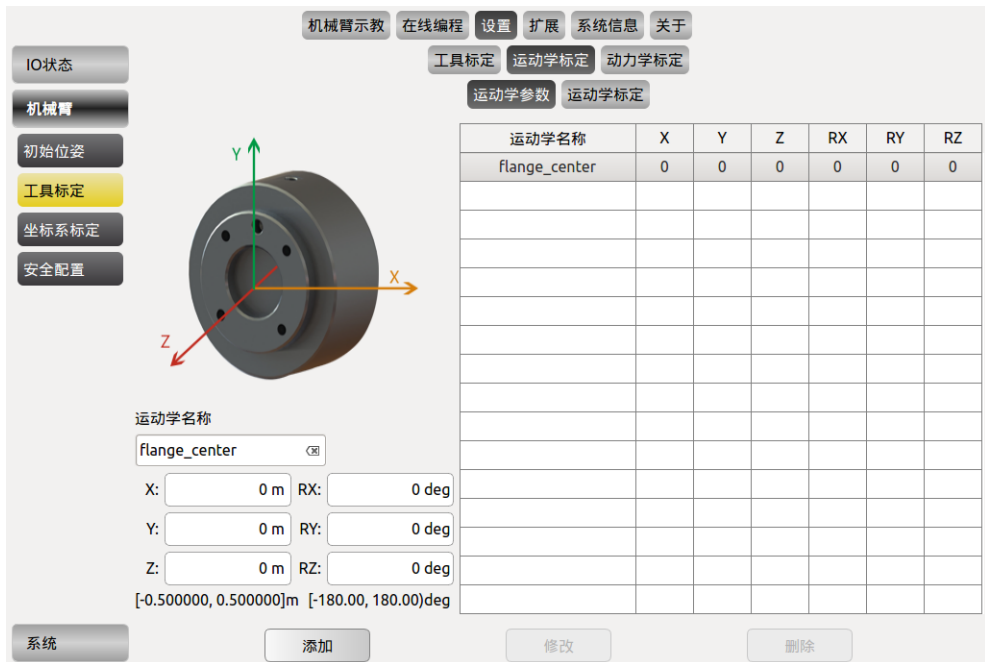 机械臂示教 在线编程 设置 扩展 系统信息 关于
工具标定 运动学标定 动力学标定
运动学参数 运动学标定
IO状态
机械臂
初始位姿
工具标定
坐标系标定
安全配置
Y
X
Z
运动学名称 X Y Z RX RY RZ
flange_center 0 0 0 0 0 0
运动学名称
flange_center
X: 0 m RX: 0 deg
Y: 0 m RY: 0 deg
Z: 0 m RZ: 0 deg
[-0.500000, 0.500000]m [-180.00, 180.00)deg
系统 添加 修改 删除